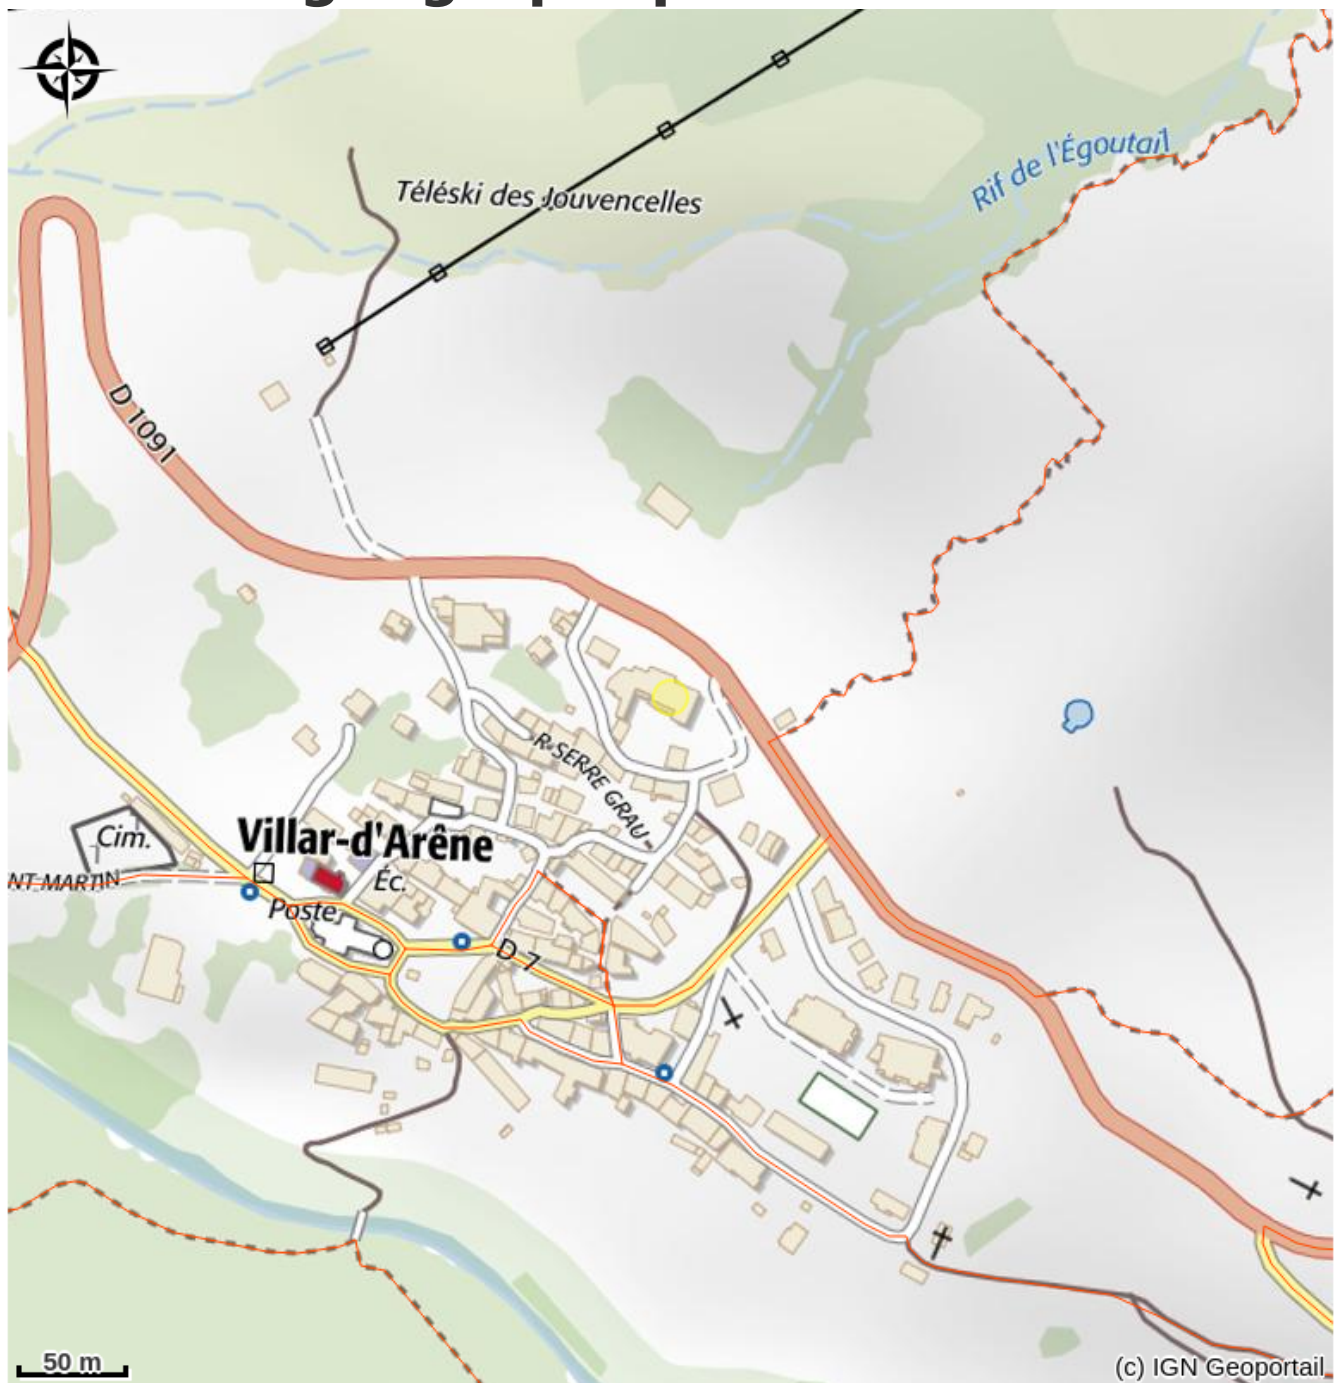 Téléski des Jouvencelles
Rif de l'Égoutail
D 1091
R. SERRE GRAU
Cim.
Villar-d'Arêne
NT-MARTIN
Éc.
Poste
D 7
50 m
(c) IGN Geoportail